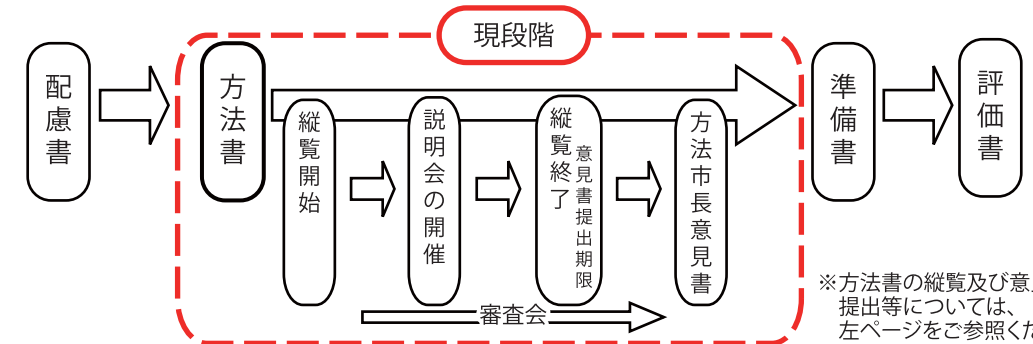 現段階
配慮書
方法書
縦覧開始
説明会の開催
縦覧終了
意見書提出期限
方法市長意見書
審査会
準備書
評価書
※方法書の縦覧及び意
提出等については、
左ページをご参照くだ